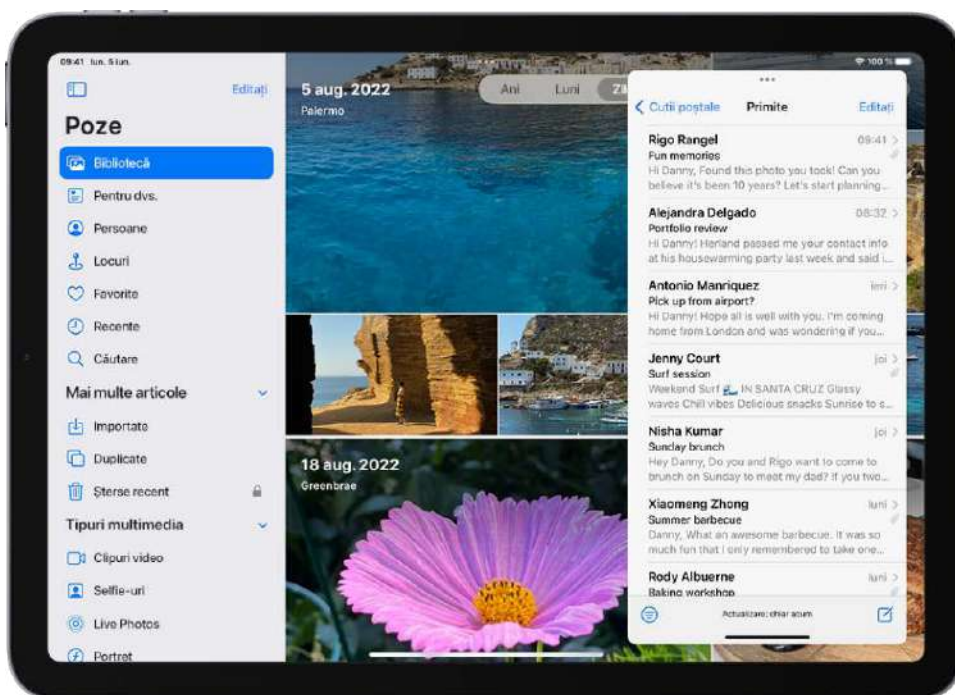 09:41 lun. 5 iun.
100 %
Editați
Poze
Bibliotecă
Pentru dvs.
Persoane
Locuri
Favorite
Recente
Căutare
Mai multe articole
Importate
Duplicate
Șterse recent
Tipuri multimedia
Clipuri video
Selfie-uri
Live Photos
Portret
5 aug. 2022
Palermo
Ani Luni
18 aug. 2022
Greenbrae
Cutii poștale Primite Editați
Rigo Rangel 09:41
Fun memories
Hi Danny, Found this photo you took! Can you
believe it's been 10 years? Let's start planning...
Alejandra Delgado 08:32
Portfolio review
Hi Danny! Herland passed me your contact info
at his housewarming party last week and said i...
Antonio Manriquez ieri
Pick up from airport?
Hi Danny! Hope all is well with you. I'm coming
home from London and was wondering if you...
Jenny Court joi
Surf session
Weekend Surf 🏊 IN SANTA CRUZ Glassy
waves Chill vibes Delicious snacks Sunrise to s...
Nisha Kumar joi
Sunday brunch
Hey Danny, Do you and Rigo want to come to
brunch on Sunday to meet my dad? If you two...
Xiaomeng Zhong luni
Summer barbecue
Danny, What an awesome barbecue. It was so
much fun that I only remembered to take one...
Rody Albuerne luni
Baking workshop
Actualizare: chiar acum